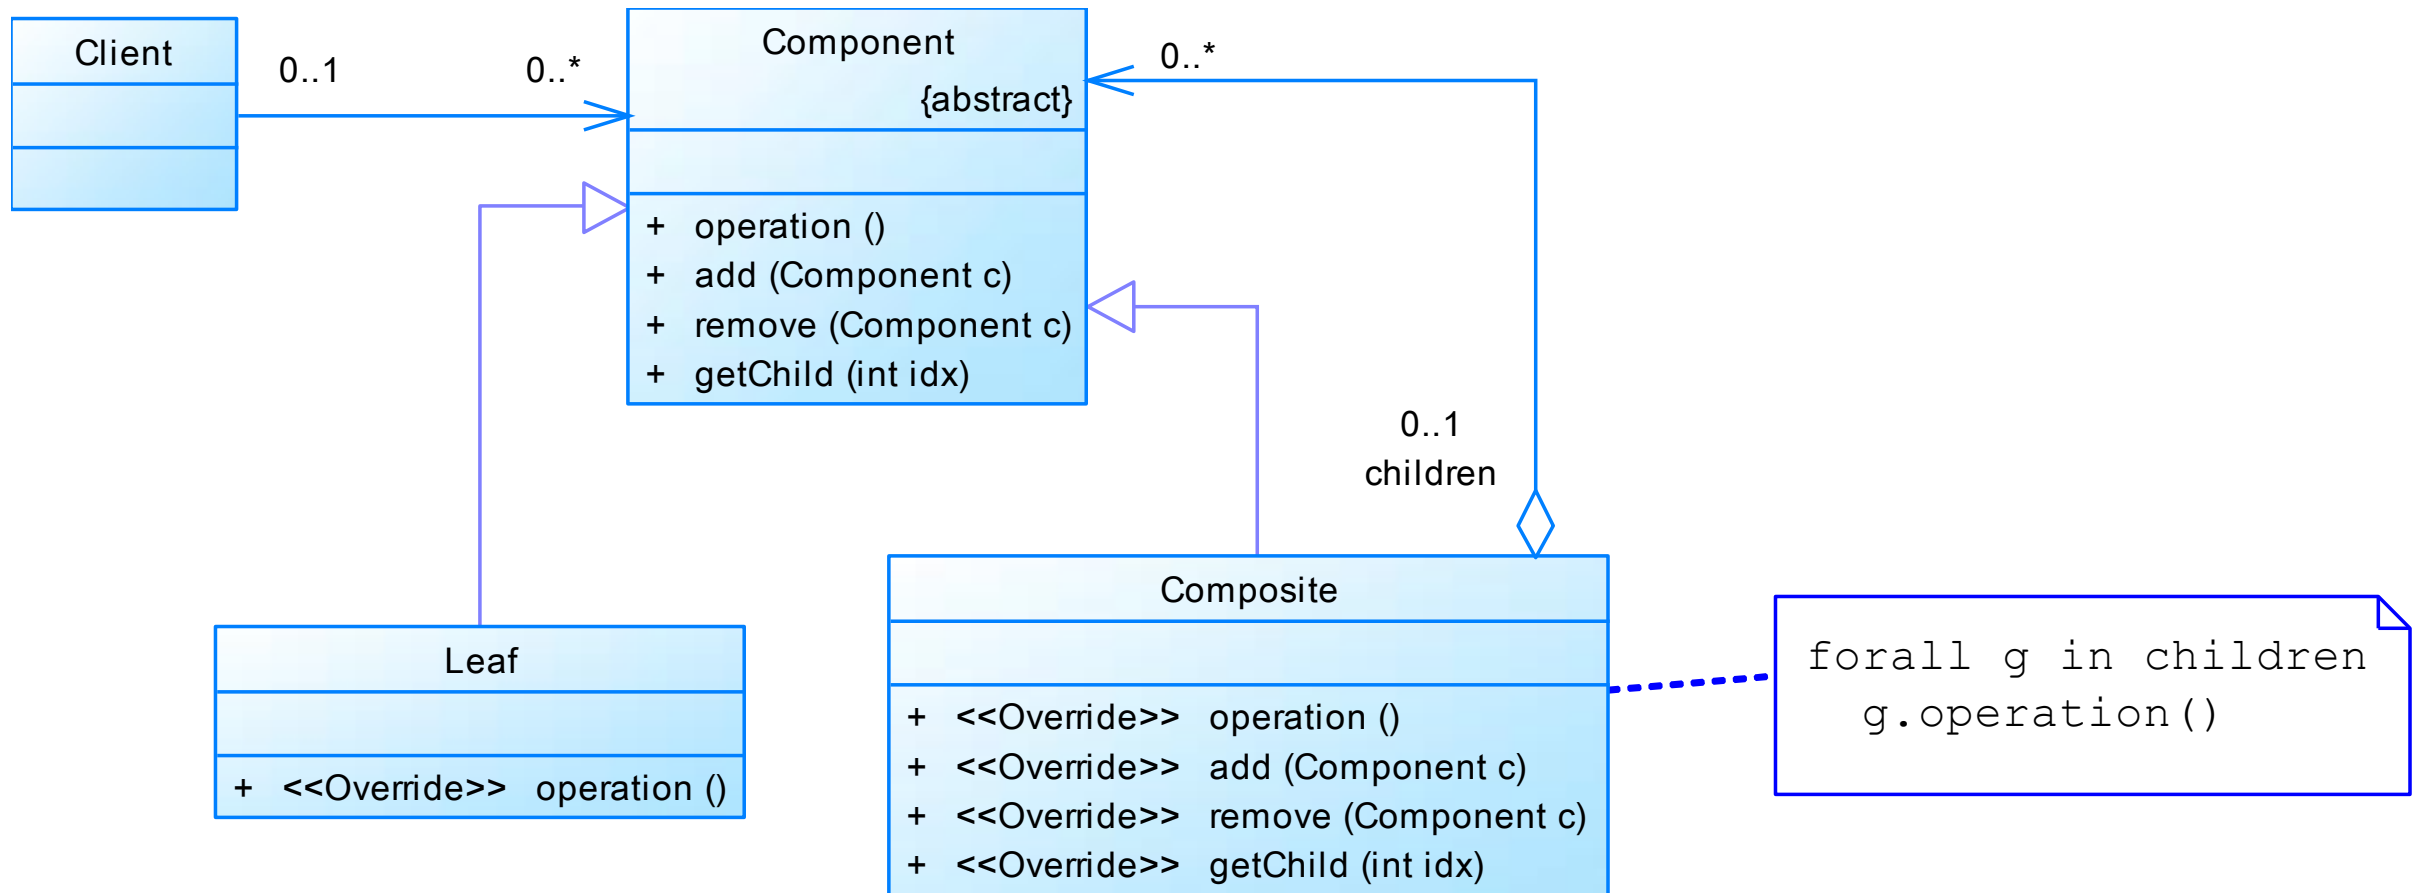 Client
0..1
0..*
Component
{abstract}
+ operation ()
+ add (Component c)
+ remove (Component c)
+ getChild (int idx)
0..*
0..1
children
Leaf
+ <<Override>> operation ()
Composite
+ <<Override>> operation ()
+ <<Override>> add (Component c)
+ <<Override>> remove (Component c)
+ <<Override>> getChild (int idx)
forall g in children
g.operation()